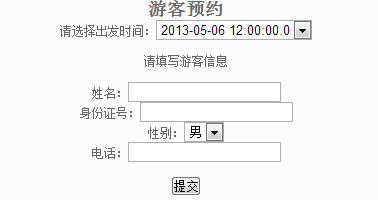 游客预约
请选择出发时间： 2013-05-06 12:00:00.0
请填写游客信息
姓名：
身份证号：
性别： 男
电话：
提交